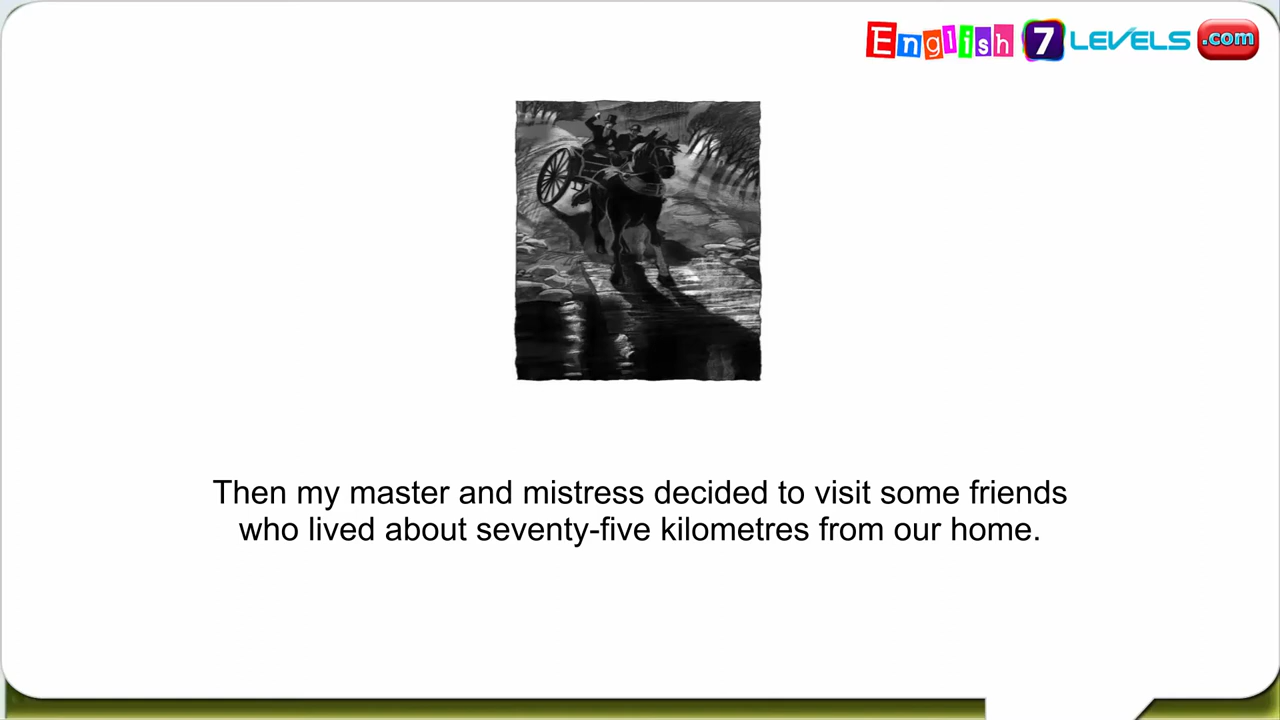 English 7 LEVELS .com
Then my master and mistress decided to visit some friends
who lived about seventy-five kilometres from our home.